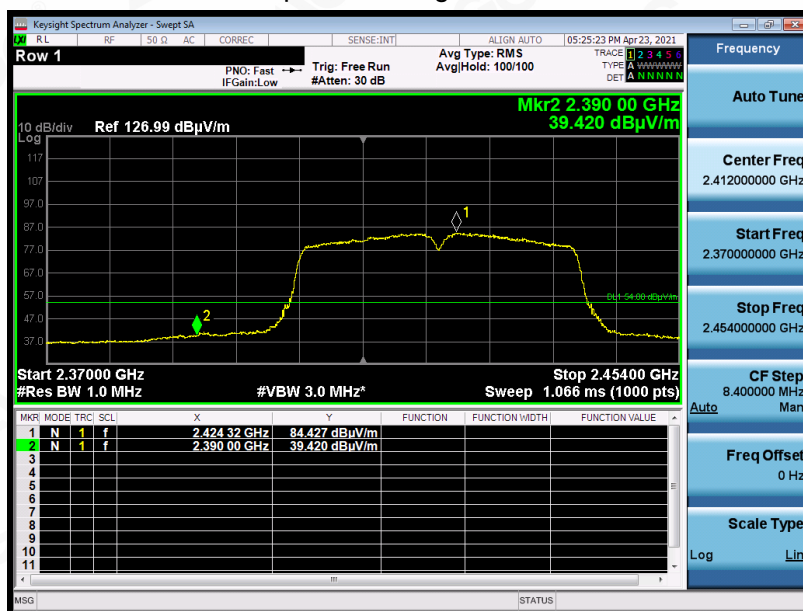 Keysight Spectrum Analyzer - Swept SA
LXI RL RF 50 Ω AC CORREC SENSE:INT ALIGN AUTO 05:25:23 PM Apr 23, 2021
Row 1
PNO: Fast
IFGain:Low
Trig: Free Run
#Atten: 30 dB
Avg Type: RMS
Avg|Hold: 100/100
TRACE 1 2 3 4 5 6
TYPE A WWWWW
DET A N N N N N
Mkr2 2.390 00 GHz
39.420 dBµV/m
10 dB/div Ref 126.99 dBµV/m
Log
117
107
97.0
87.0
77.0
67.0
57.0
47.0
37.0
1
2
DL1 54.00 dBµV/m
Start 2.37000 GHz Stop 2.45400 GHz
#Res BW 1.0 MHz #VBW 3.0 MHz* Sweep 1.066 ms (1000 pts)
MKR MODE TRC SCL X Y FUNCTION FUNCTION WIDTH FUNCTION VALUE
1 N 1 f 2.424 32 GHz 84.427 dBµV/m
2 N 1 f 2.390 00 GHz 39.420 dBµV/m
3
4
5
6
7
8
9
10
11
MSG STATUS
Frequency
Auto Tune
Center Freq
2.412000000 GHz
Start Freq
2.370000000 GHz
Stop Freq
2.454000000 GHz
CF Step
8.400000 MHz
Auto Man
Freq Offset
0 Hz
Scale Type
Log Lin